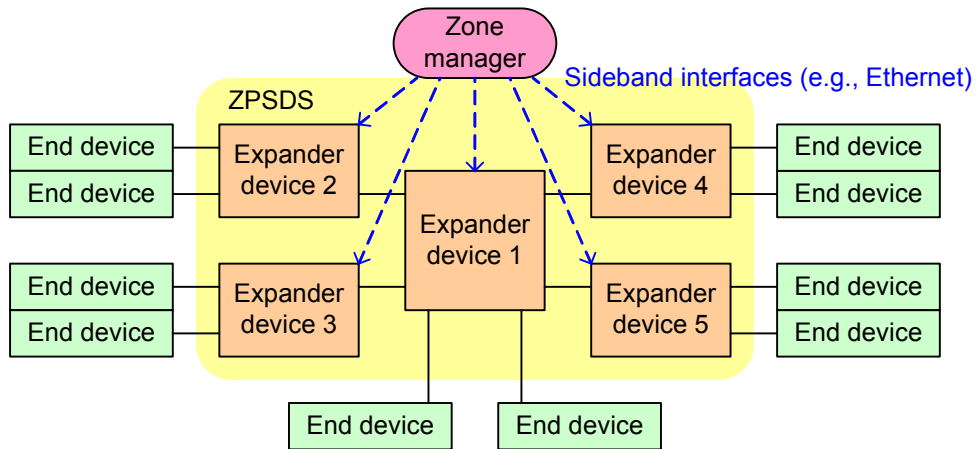 Zone
manager
Sideband interfaces (e.g., Ethernet)
ZPSDS
End device
End device
Expander
device 2
Expander
device 4
End device
End device
Expander
device 1
End device
End device
Expander
device 3
Expander
device 5
End device
End device
End device
End device